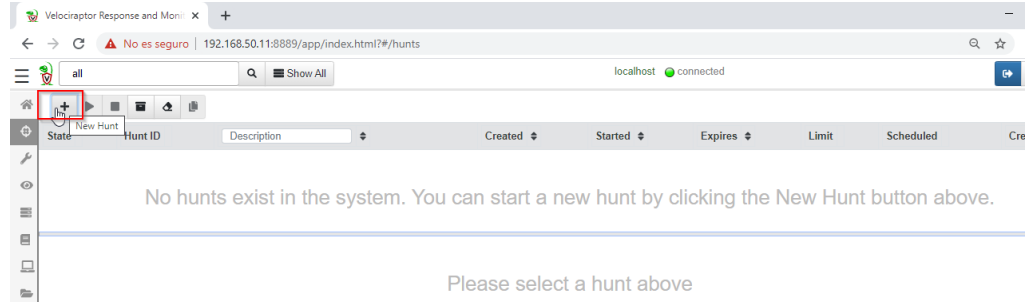 Velociraptor Response and Monit
No es seguro | 192.168.50.11:8889/app/index.html?#/hunts
all
Show All
localhost connected
New Hunt
State Hunt ID Description Created Started Expires Limit Scheduled Cre
No hunts exist in the system. You can start a new hunt by clicking the New Hunt button above.
Please select a hunt above